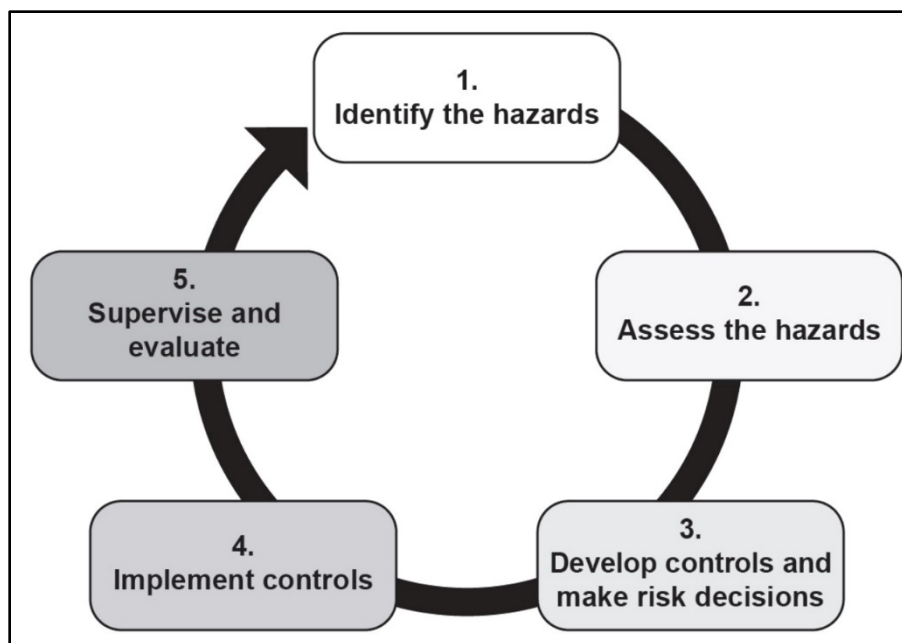 1.
Identify the hazards
2.
Assess the hazards
3.
Develop controls and
make risk decisions
4.
Implement controls
5.
Supervise and
evaluate